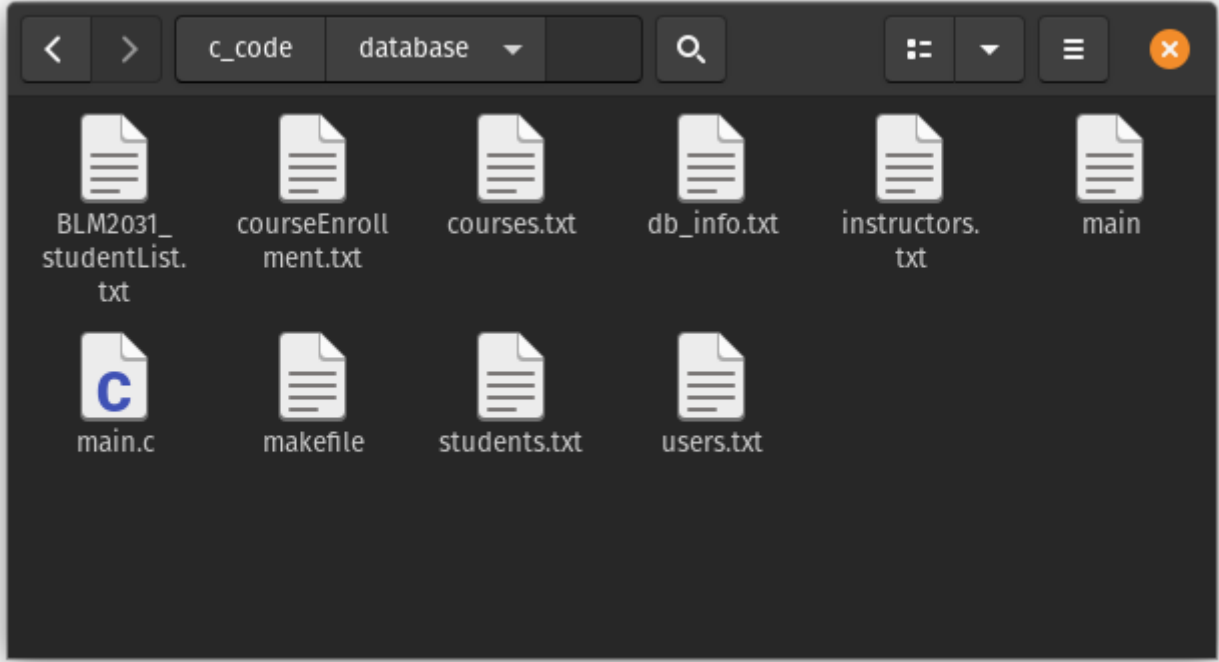 c_code database
BLM2031_
studentList.
txt
courseEnroll
ment.txt
courses.txt
db_info.txt
instructors.
txt
main
C
main.c
makefile
students.txt
users.txt